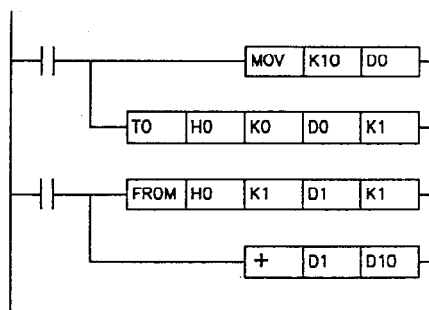 MOV K10 D0
TO H0 K0 D0 K1
FROM H0 K1 D1 K1
+ D1 D10